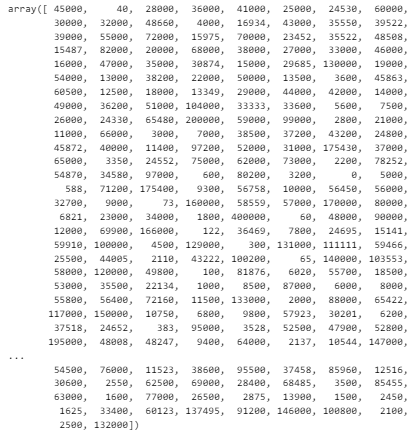 array([ 45000, 40, 28000, 36000, 41000, 25000, 24530, 60000,
30000, 32000, 48660, 4000, 16934, 43000, 35550, 39522,
39000, 55000, 72000, 15975, 70000, 23452, 35522, 48508,
15487, 82000, 20000, 68000, 38000, 27000, 33000, 46000,
16000, 47000, 35000, 30874, 15000, 29685, 130000, 19000,
54000, 13000, 38200, 22000, 50000, 13500, 3600, 45863,
60500, 12500, 18000, 13349, 29000, 44000, 42000, 14000,
49000, 36200, 51000, 104000, 33333, 33600, 5600, 7500,
26000, 24330, 65480, 200000, 59000, 99000, 2800, 21000,
11000, 66000, 3000, 7000, 38500, 37200, 43200, 24800,
45872, 40000, 11400, 97200, 52000, 31000, 175430, 37000,
65000, 3350, 24552, 75000, 62000, 73000, 2200, 78252,
54870, 34580, 97000, 600, 80200, 3200, 0, 5000,
588, 71200, 175400, 9300, 56758, 10000, 56450, 56000,
32700, 9000, 73, 160000, 58559, 57000, 170000, 80000,
6821, 23000, 34000, 1800, 400000, 60, 48000, 90000,
12000, 69900, 166000, 122, 36469, 7800, 24695, 15141,
59910, 100000, 4500, 129000, 300, 131000, 111111, 59466,
25500, 44005, 2110, 43222, 100200, 65, 140000, 103553,
58000, 120000, 49800, 100, 81876, 6020, 55700, 18500,
53000, 35500, 22134, 1000, 8500, 87000, 6000, 8000,
55800, 56400, 72160, 11500, 133000, 2000, 88000, 65422,
117000, 150000, 10750, 6800, 9800, 57923, 30201, 6200,
37518, 24652, 383, 95000, 3528, 52500, 47900, 52800,
195000, 48008, 48247, 9400, 64000, 2137, 10544, 147000,
...
54500, 76000, 11523, 38600, 95500, 37458, 85960, 12516,
30600, 2550, 62500, 69000, 28400, 68485, 3500, 85455,
63000, 1600, 77000, 26500, 2875, 13900, 1500, 2450,
1625, 33400, 60123, 137495, 91200, 146000, 100800, 2100,
2500, 132000])